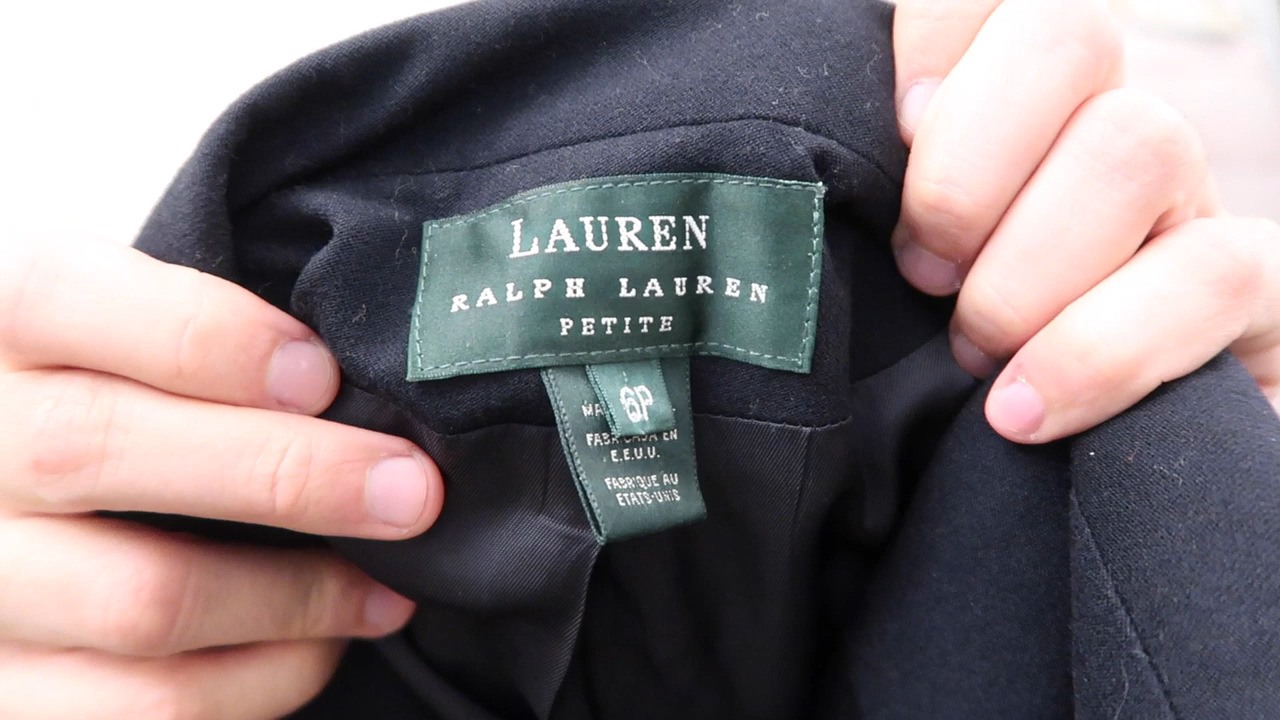 LAUREN
RALPH LAUREN
PETITE
6P
FABRICADA EN
E.E.U.U.
FABRIQUE AU
ETATS-UNIS